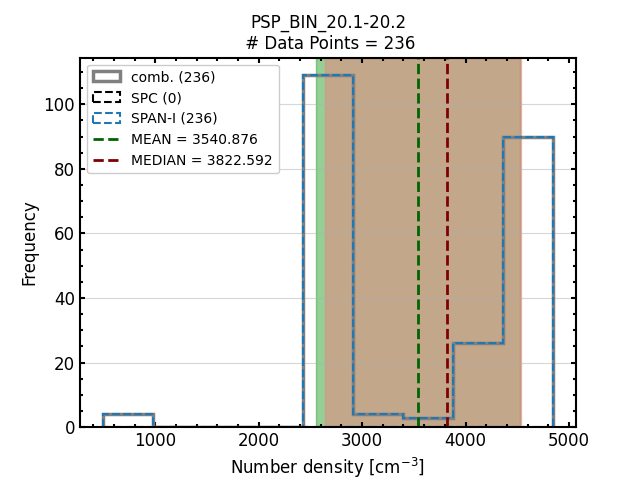 PSP_BIN_20.1-20.2
# Data Points = 236
comb. (236)
SPC (0)
SPAN-I (236)
MEAN = 3540.876
MEDIAN = 3822.592
Frequency
100
80
60
40
20
0
1000 2000 3000 4000 5000
Number density [cm⁻³]